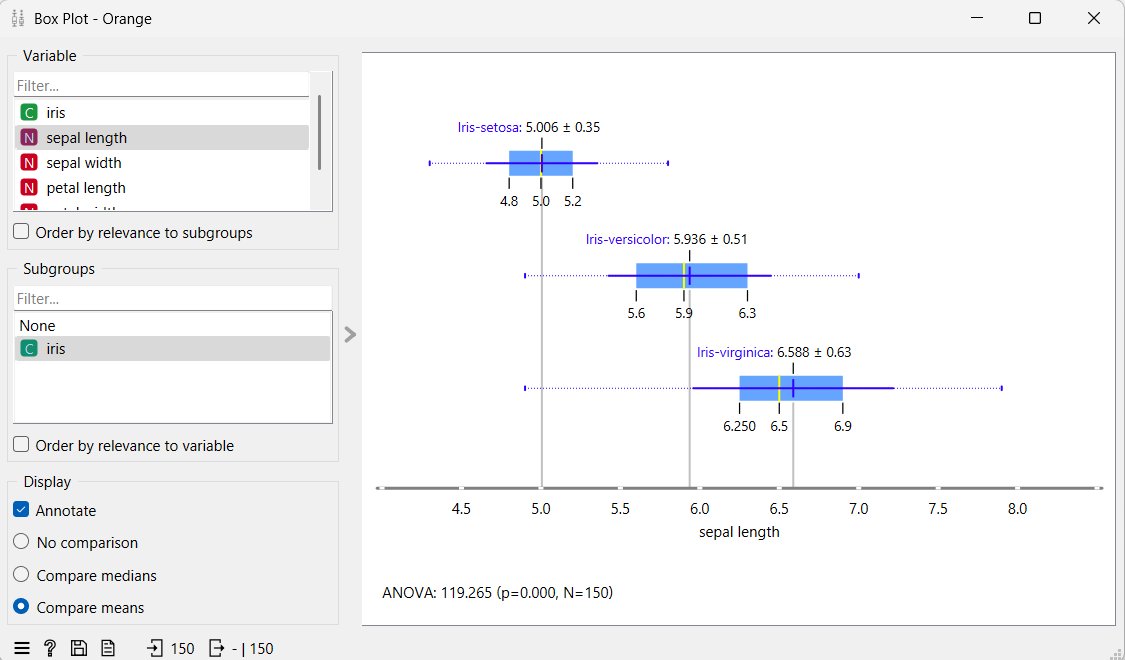 Box Plot - Orange
Variable
Filter...
C iris
N sepal length
N sepal width
N petal length
Order by relevance to subgroups
Subgroups
Filter...
None
C iris
Order by relevance to variable
Display
Annotate
No comparison
Compare medians
Compare means
150 - | 150
Iris-setosa: 5.006 ± 0.35
4.8 5.0 5.2
Iris-versicolor: 5.936 ± 0.51
5.6 5.9 6.3
Iris-virginica: 6.588 ± 0.63
6.250 6.5 6.9
4.5 5.0 5.5 6.0 6.5 7.0 7.5 8.0
sepal length
ANOVA: 119.265 (p=0.000, N=150)